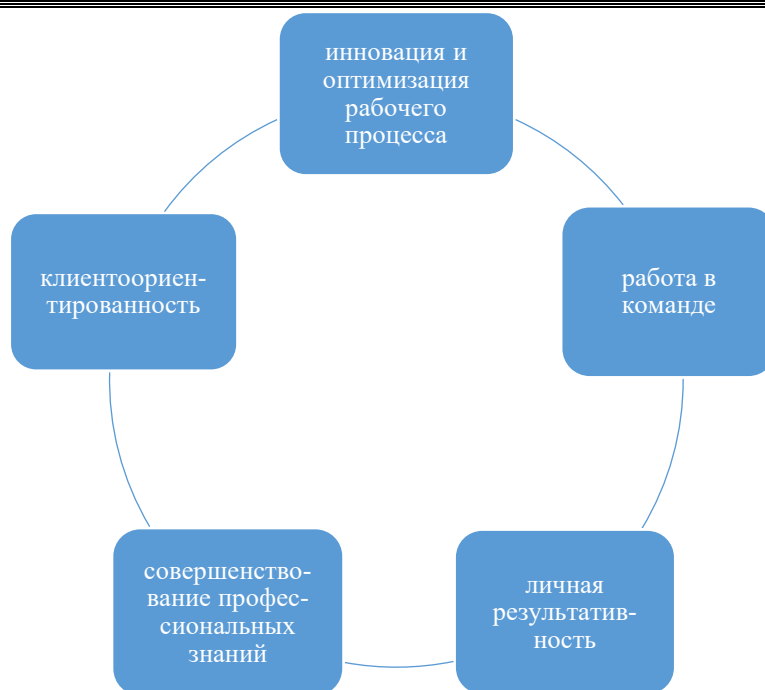 инновация и
оптимизация
рабочего
процесса
работа в
команде
личная
результатив-
ность
совершенство-
вание профес-
сиональных
знаний
клиентоориен-
тированность